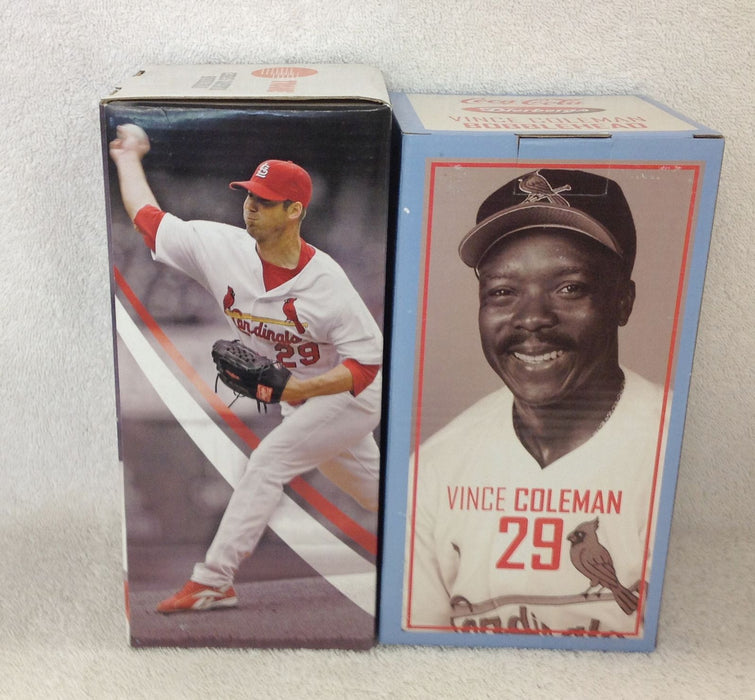 Cardinals
29
Coca-Cola
VINCE COLEMAN
BOBBLEHEAD
VINCE COLEMAN
29
Cardinals